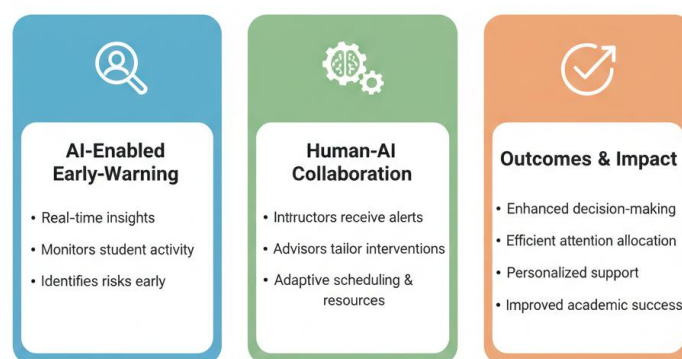 AI-Enabled
Early-Warning
• Real-time insights
• Monitors student activity
• Identifies risks early
Human-AI
Collaboration
• Intructors receive alerts
• Advisors tailor interventions
• Adaptive scheduling &
resources
Outcomes & Impact
• Enhanced decision-making
• Efficient attention allocation
• Personalized support
• Improved academic success